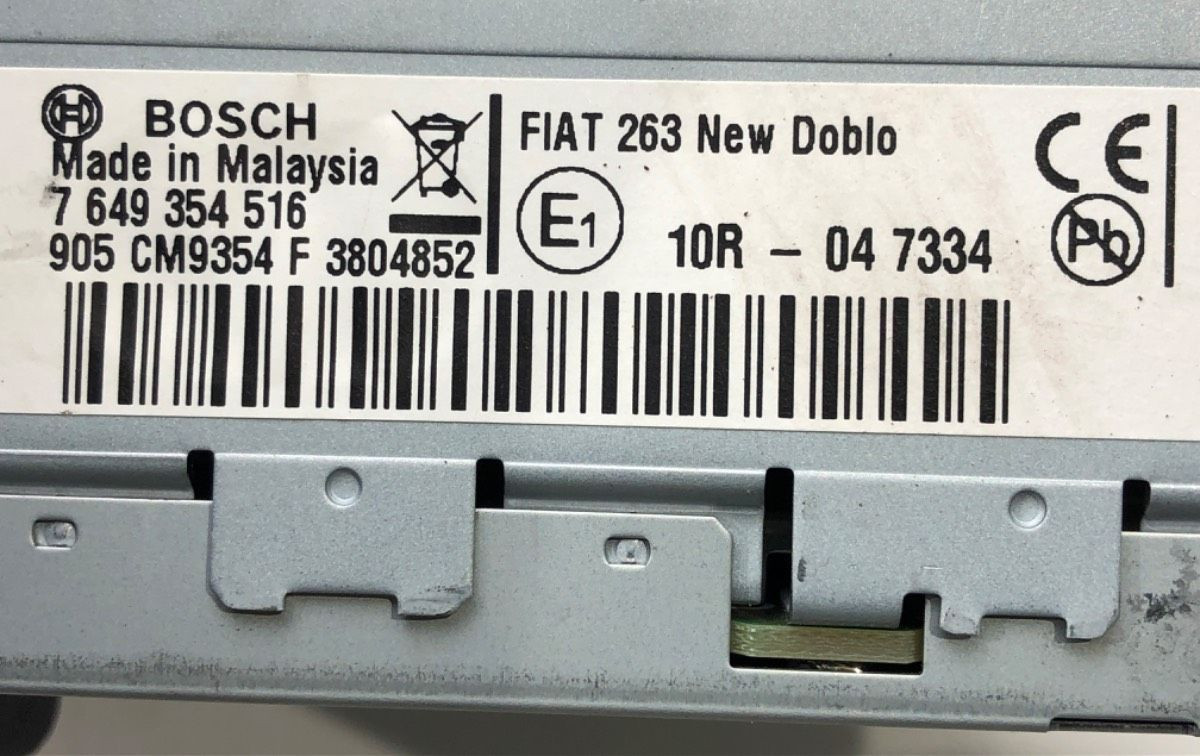 BOSCH
Made in Malaysia
7 649 354 516
905 CM9354 F 3804852
FIAT 263 New Doblo
E1
10R - 04 7334
CE
Pb